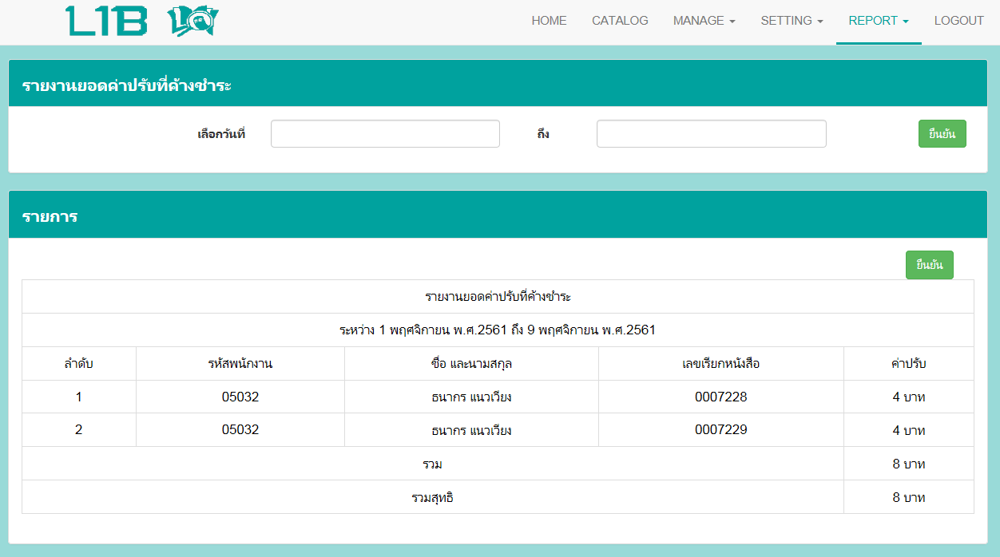 L1B
HOME CATALOG MANAGE SETTING REPORT LOGOUT
รายงานยอดค่าปรับที่ค้างชำระ
เลือกวันที่ ถึง ยืนยัน
รายการ
ยืนยัน
รายงานยอดค่าปรับที่ค้างชำระ
ระหว่าง 1 พฤศจิกายน พ.ศ.2561 ถึง 9 พฤศจิกายน พ.ศ.2561
ลำดับ รหัสพนักงาน ชื่อ และนามสกุล เลขเรียกหนังสือ ค่าปรับ
1 05032 ธนากร แนวเวียง 0007228 4 บาท
2 05032 ธนากร แนวเวียง 0007229 4 บาท
รวม 8 บาท
รวมสุทธิ 8 บาท